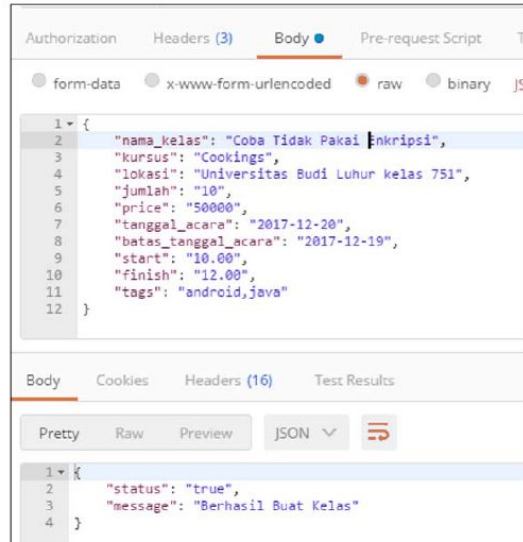 Authorization Headers (3) Body Pre-request Script
form-data x-www-form-urlencoded raw binary
1 {
2 "nama_kelas": "Coba Tidak Pakai Enkripsi",
3 "kursus": "Cookings",
4 "lokasi": "Universitas Budi Luhur kelas 751",
5 "jumlah": "10",
6 "price": "50000",
7 "tanggal_acara": "2017-12-20",
8 "batas_tanggal_acara": "2017-12-19",
9 "start": "10.00",
10 "finish": "12.00",
11 "tags": "android,java"
12 }
Body Cookies Headers (16) Test Results
Pretty Raw Preview JSON
1 {
2 "status": "true",
3 "message": "Berhasil Buat Kelas"
4 }